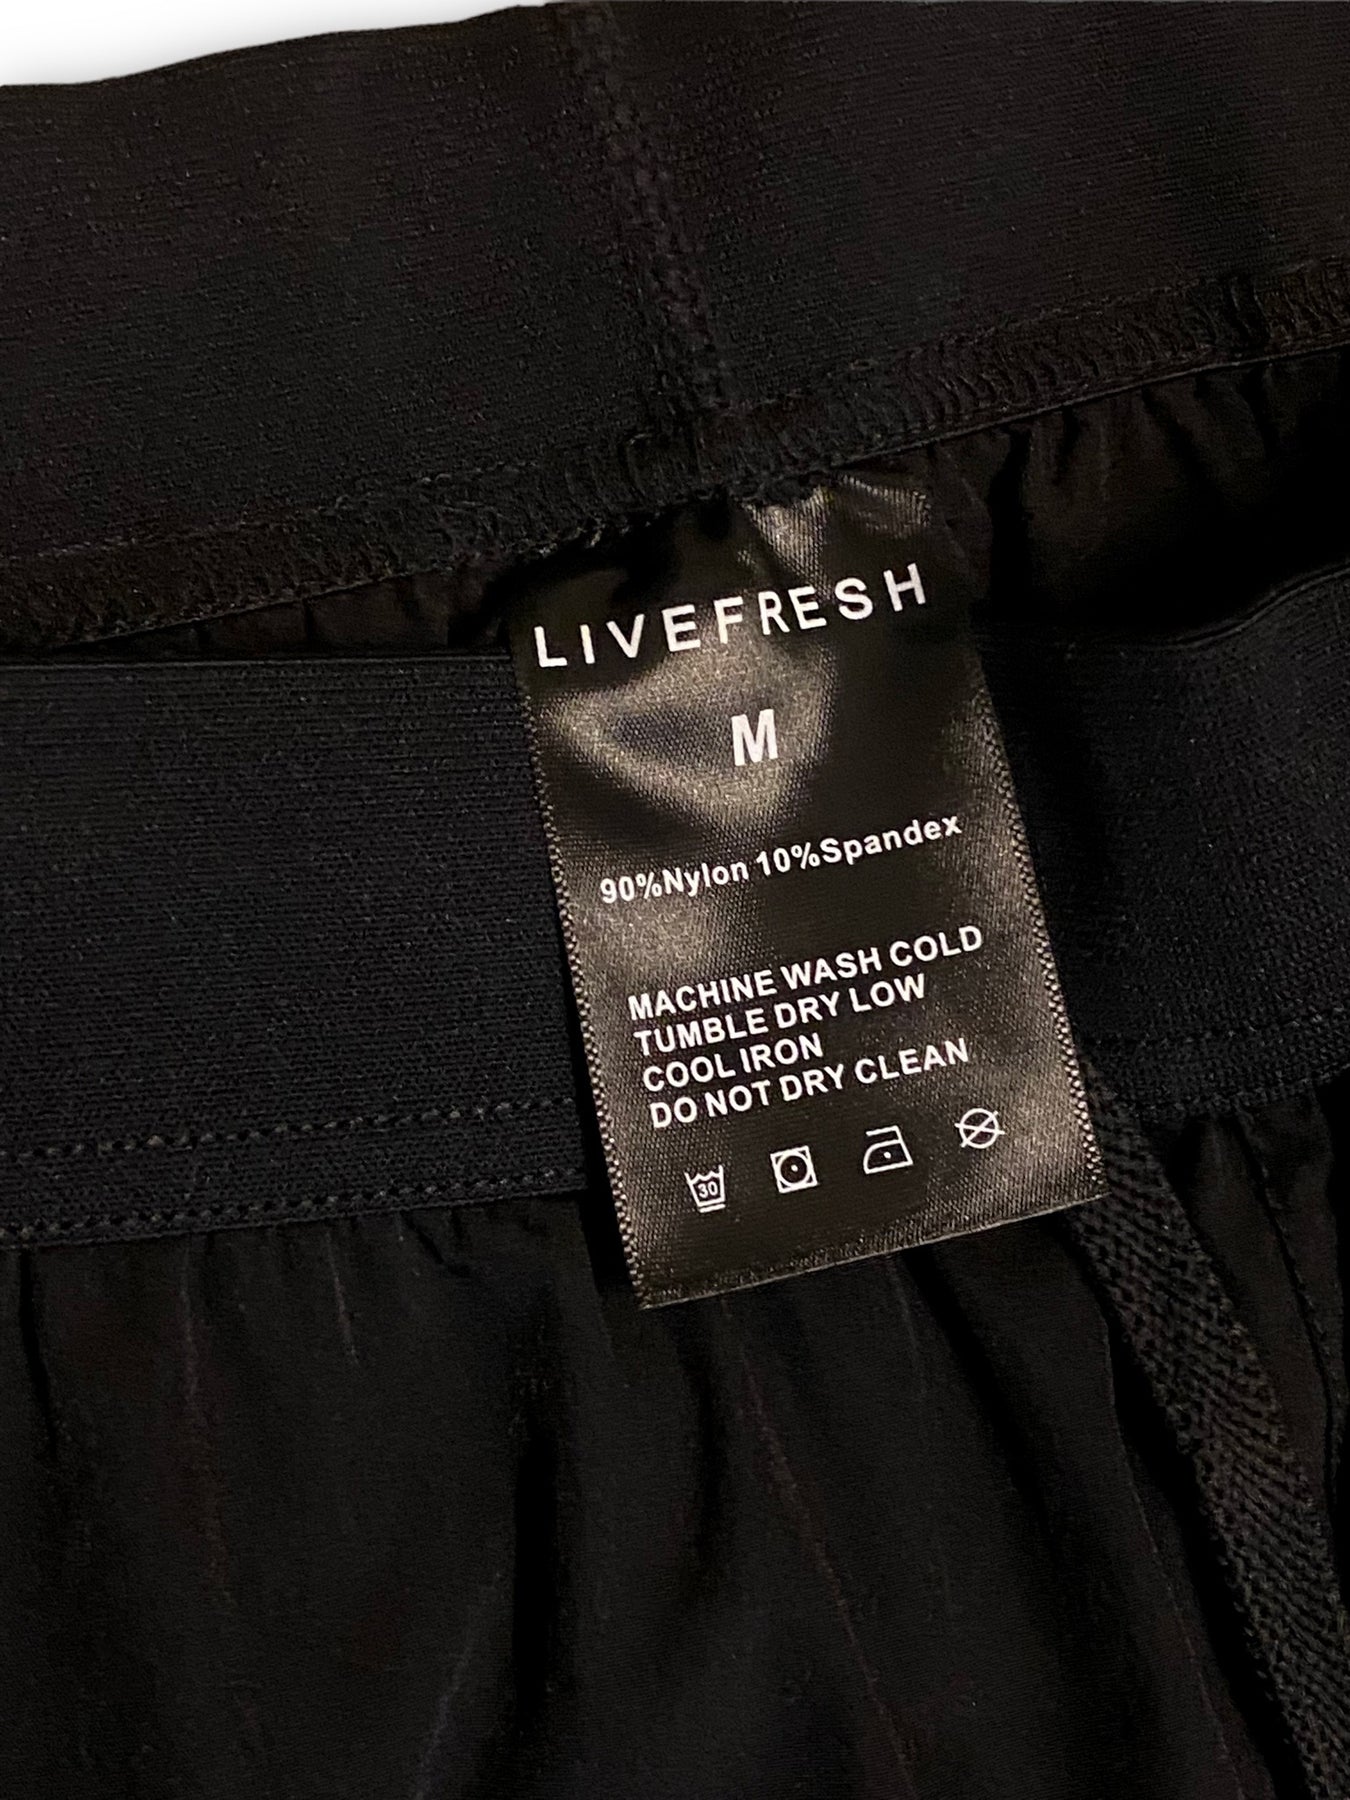 LIVEFRESH
M
90%Nylon 10%Spandex
MACHINE WASH COLD
TUMBLE DRY LOW
COOL IRON
DO NOT DRY CLEAN
30